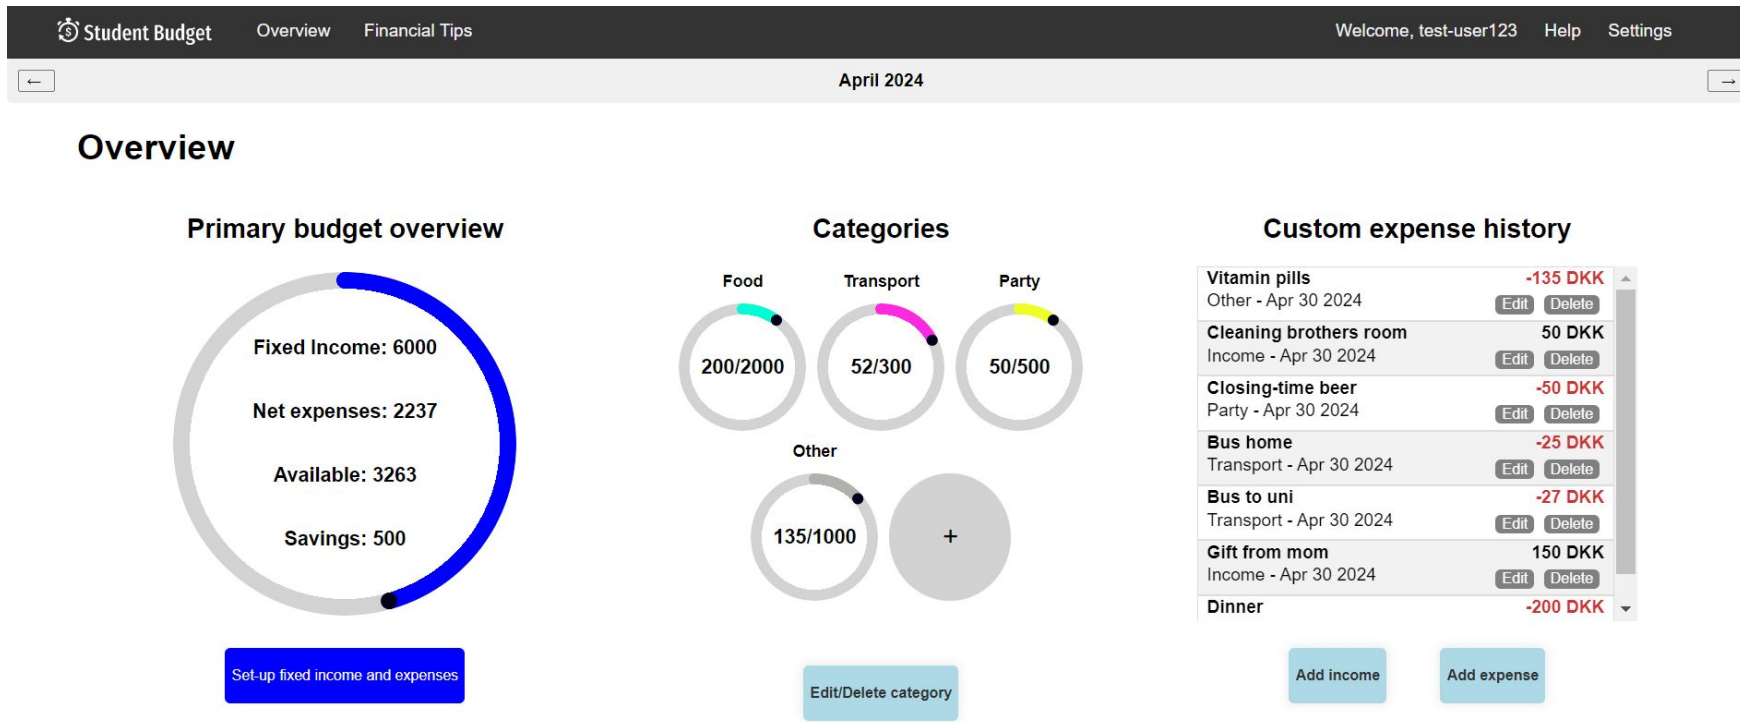 Student Budget Overview Financial Tips Welcome, test-user123 Help Settings
← April 2024 →
Overview
Primary budget overview
Fixed Income: 6000
Net expenses: 2237
Available: 3263
Savings: 500
Set-up fixed income and expenses
Categories
Food Transport Party
200/2000 52/300 50/500
Other
135/1000 +
Edit/Delete category
Custom expense history
Vitamin pills -135 DKK
Other - Apr 30 2024 Edit Delete
Cleaning brothers room 50 DKK
Income - Apr 30 2024 Edit Delete
Closing-time beer -50 DKK
Party - Apr 30 2024 Edit Delete
Bus home -25 DKK
Transport - Apr 30 2024 Edit Delete
Bus to uni -27 DKK
Transport - Apr 30 2024 Edit Delete
Gift from mom 150 DKK
Income - Apr 30 2024 Edit Delete
Dinner -200 DKK
Add income Add expense